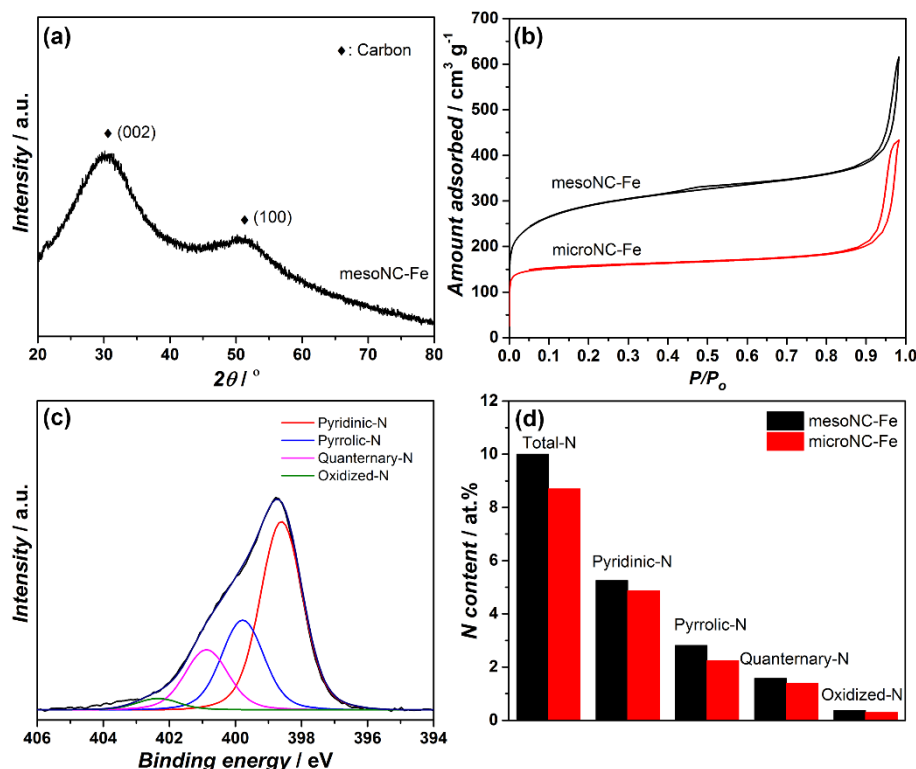 (a)
♦: Carbon
♦ (002)
♦ (100)
mesoNC-Fe
Intensity / a.u.
20 30 40 50 60 70 80
2θ / °
(b)
700
600
500
400
300
200
100
0
mesoNC-Fe
microNC-Fe
Amount adsorbed / cm³ g⁻¹
0.0 0.1 0.2 0.3 0.4 0.5 0.6 0.7 0.8 0.9 1.0
P/Po
(c)
Pyridinic-N
Pyrrolic-N
Quanternary-N
Oxidized-N
Intensity / a.u.
406 404 402 400 398 396 394
Binding energy / eV
(d)
mesoNC-Fe
microNC-Fe
12
10
8
6
4
2
0
Total-N
Pyridinic-N
Pyrrolic-N
Quanternary-N
Oxidized-N
N content / at.%